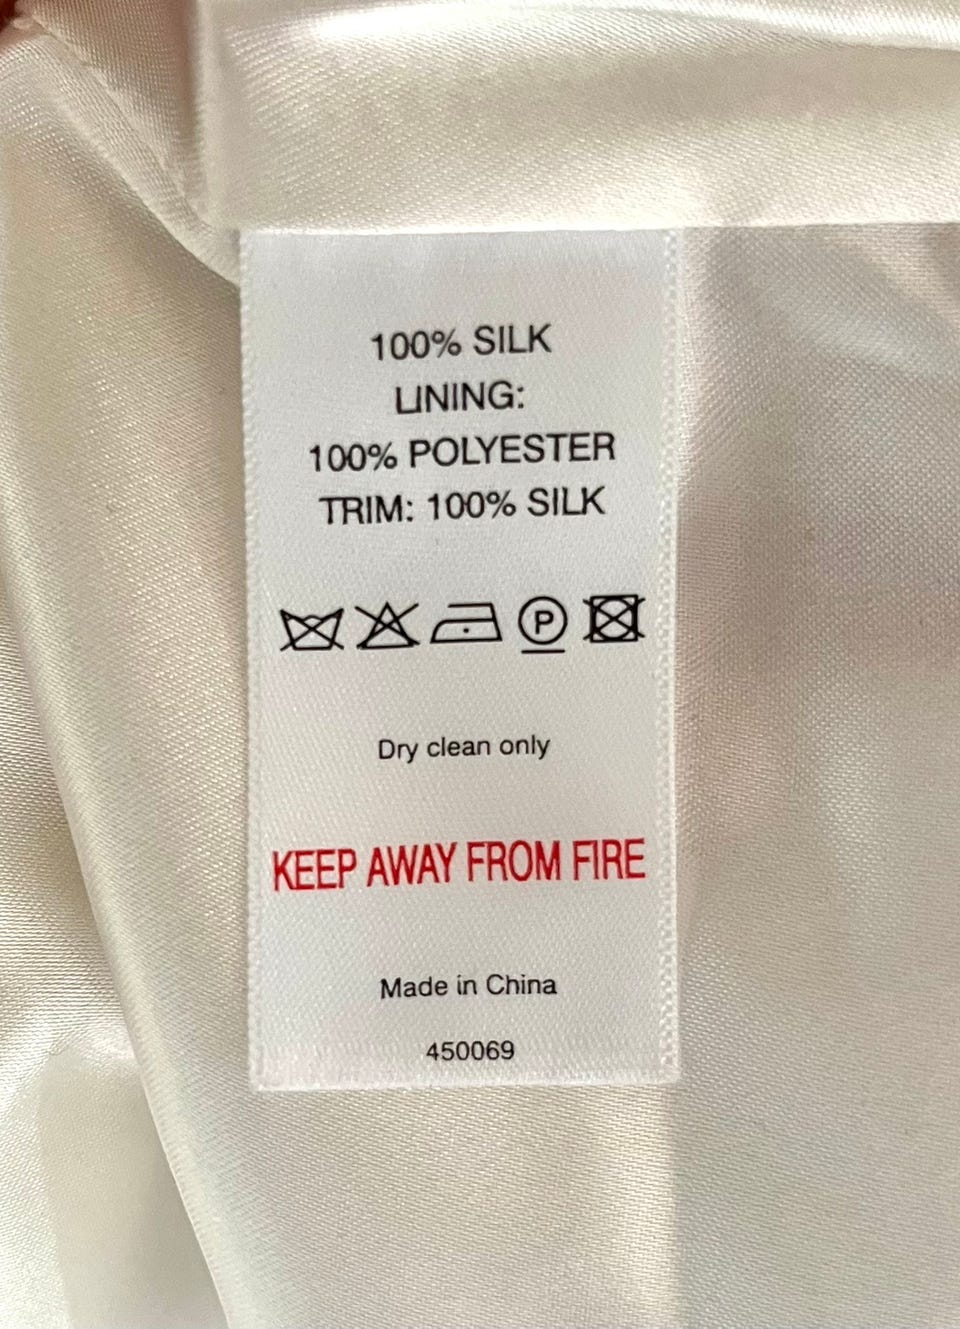 100% SILK
LINING:
100% POLYESTER
TRIM: 100% SILK
P
Dry clean only
KEEP AWAY FROM FIRE
Made in China
450069